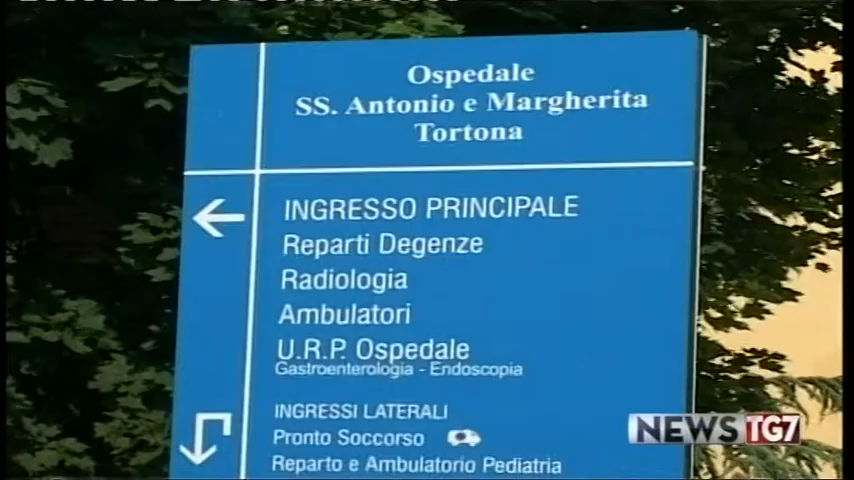 Ospedale
SS. Antonio e Margherita
Tortona
INGRESSO PRINCIPALE
Reparti Degenze
Radiologia
Ambulatori
U.R.P. Ospedale
Gastroenterologia - Endoscopia
INGRESSI LATERALI
Pronto Soccorso
Reparto e Ambulatorio Pediatria
NEWS TG7